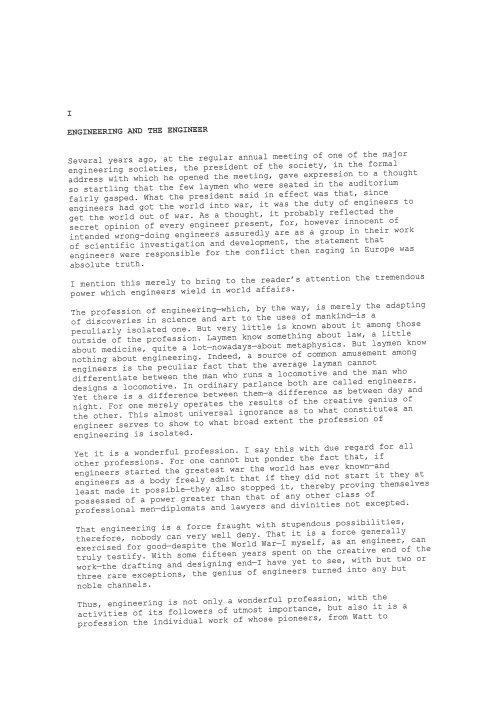 I
ENGINEERING AND THE ENGINEER
Several years ago, at the regular annual meeting of one of the major
engineering societies, the president of the society, in the formal
address with which he opened the meeting, gave expression to a thought
so startling that the few laymen who were seated in the auditorium
fairly gasped. What the president said in effect was that, since
engineers had got the world into war, it was the duty of engineers to
get the world out of war. As a thought, it probably reflected the
secret opinion of every engineer present, for, however innocent of
intended wrong-doing engineers assuredly are as a group in their work
of scientific investigation and development, the statement that
engineers were responsible for the conflict then raging in Europe was
absolute truth.
I mention this merely to bring to the reader's attention the tremendous
power which engineers wield in world affairs.
The profession of engineering—which, by the way, is merely the adapting
of discoveries in science and art to the uses of mankind—is a
peculiarly isolated one. But very little is known about it among those
outside of the profession. Laymen know something about law, a little
about medicine, quite a lot—nowadays—about metaphysics. But laymen know
nothing about engineering. Indeed, a source of common amusement among
engineers is the peculiar fact that the average layman cannot
differentiate between the man who runs a locomotive and the man who
designs a locomotive. In ordinary parlance both are called engineers.
Yet there is a difference between them—a difference as between day and
night. For one merely operates the results of the creative genius of
the other. This almost universal ignorance as to what constitutes an
engineer serves to show to what broad extent the profession of
engineering is isolated.
Yet it is a wonderful profession. I say this with due regard for all
other professions. For one cannot but ponder the fact that, if
engineers started the greatest war the world has ever known—and
engineers as a body freely admit that if they did not start it they at
least made it possible—they also stopped it, thereby proving themselves
possessed of a power greater than that of any other class of
professional men—diplomats and lawyers and divinities not excepted.
That engineering is a force fraught with stupendous possibilities,
therefore, nobody can very well deny. That it is a force generally
exercised for good—despite the World War—I myself, as an engineer, can
truly testify. With some fifteen years spent on the creative end of the
work—the drafting and designing end—I have yet to see, with but two or
three rare exceptions, the genius of engineers turned into any but
noble channels.
Thus, engineering is not only a wonderful profession, with the
activities of its followers of utmost importance, but also it is a
profession the individual work of whose pioneers, from Watt to